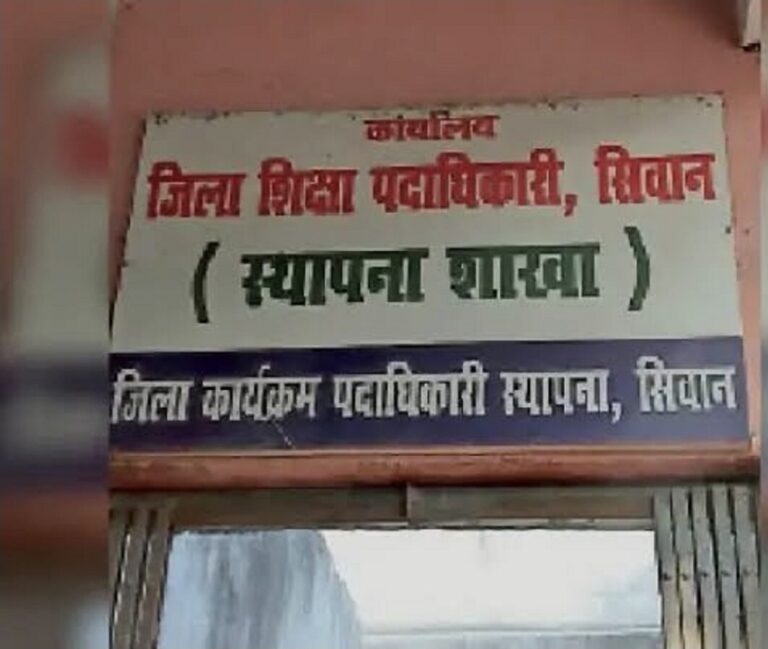 कार्यालय
जिला शिक्षा पदाधिकारी, सिवान
( स्थापना शाखा )
जिला कार्यक्रम पदाधिकारी स्थापना, सिवान